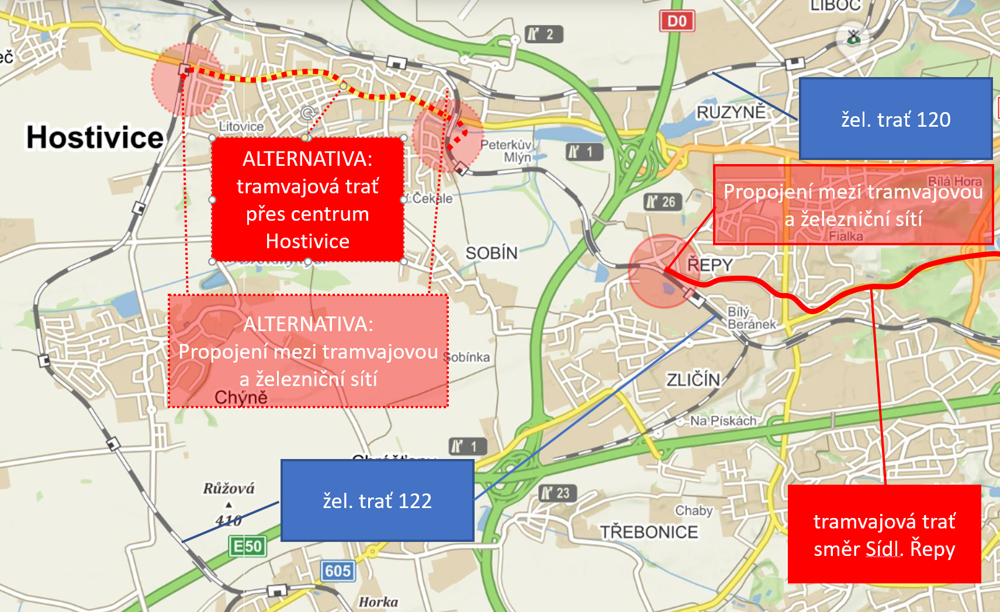 LIBOC
D0
2
eč
žel. trať 120
RUZYNĚ
Litovice
Hostivice
Peterkův
Mlýn
1
ALTERNATIVA:
tramvajová trať
přes centrum
Hostivice
Bílá Hora
Propojení mezi tramvajovou
a železniční sítí
26
Čekale
Fialka
SOBÍN
ŘEPY
Bílý
Beránek
ALTERNATIVA:
Propojení mezi tramvajovou
a železniční sítí
Sobínka
ZLIČÍN
Chýně
Na Pískách
1
žel. trať 122
Růžová
410
23
Chaby
TŘEBONICE
tramvajová trať
směr Sídl. Řepy
E50
605
Horka